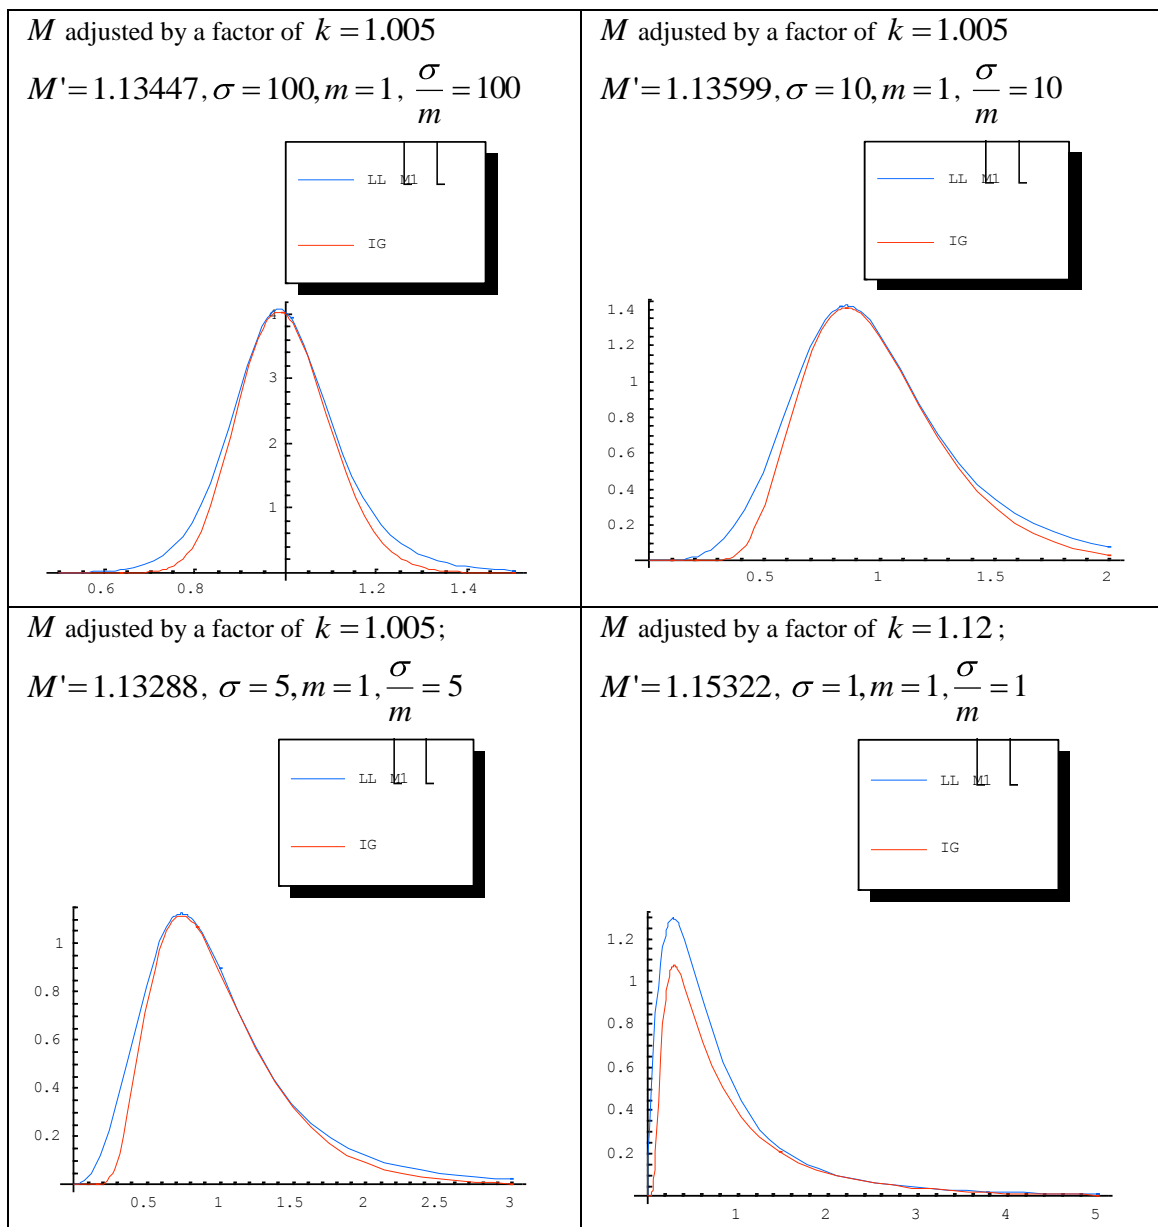 M adjusted by a factor of k = 1.005
M' = 1.13447, σ = 100, m = 1, σ/m = 100
LL M1
IG
4
3
2
1
0.6 0.8 1.2 1.4
M adjusted by a factor of k = 1.005
M' = 1.13599, σ = 10, m = 1, σ/m = 10
LL M1
IG
1.4
1.2
1
0.8
0.6
0.4
0.2
0.5 1 1.5 2
M adjusted by a factor of k = 1.005;
M' = 1.13288, σ = 5, m = 1, σ/m = 5
LL M1
IG
1
0.8
0.6
0.4
0.2
0.5 1 1.5 2 2.5 3
M adjusted by a factor of k = 1.12;
M' = 1.15322, σ = 1, m = 1, σ/m = 1
LL M1
IG
1.2
1
0.8
0.6
0.4
0.2
1 2 3 4 5